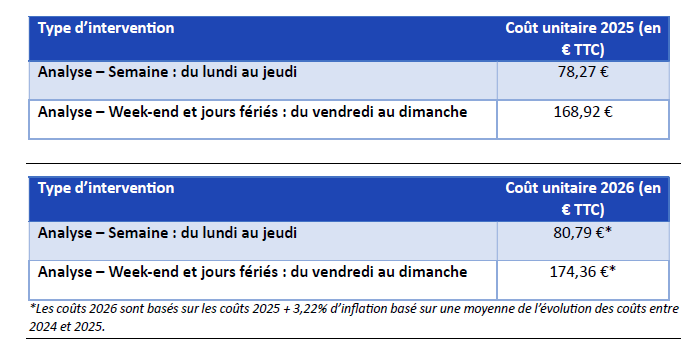 Type d’intervention
Coût unitaire 2025 (en
€ TTC)
Analyse – Semaine : du lundi au jeudi
78,27 €
Analyse – Week-end et jours fériés : du vendredi au dimanche
168,92 €
Type d’intervention
Coût unitaire 2026 (en
€ TTC)
Analyse – Semaine : du lundi au jeudi
80,79 €*
Analyse – Week-end et jours fériés : du vendredi au dimanche
174,36 €*
*Les coûts 2026 sont basés sur les coûts 2025 + 3,22% d’inflation basé sur une moyenne de l’évolution des coûts entre
2024 et 2025.